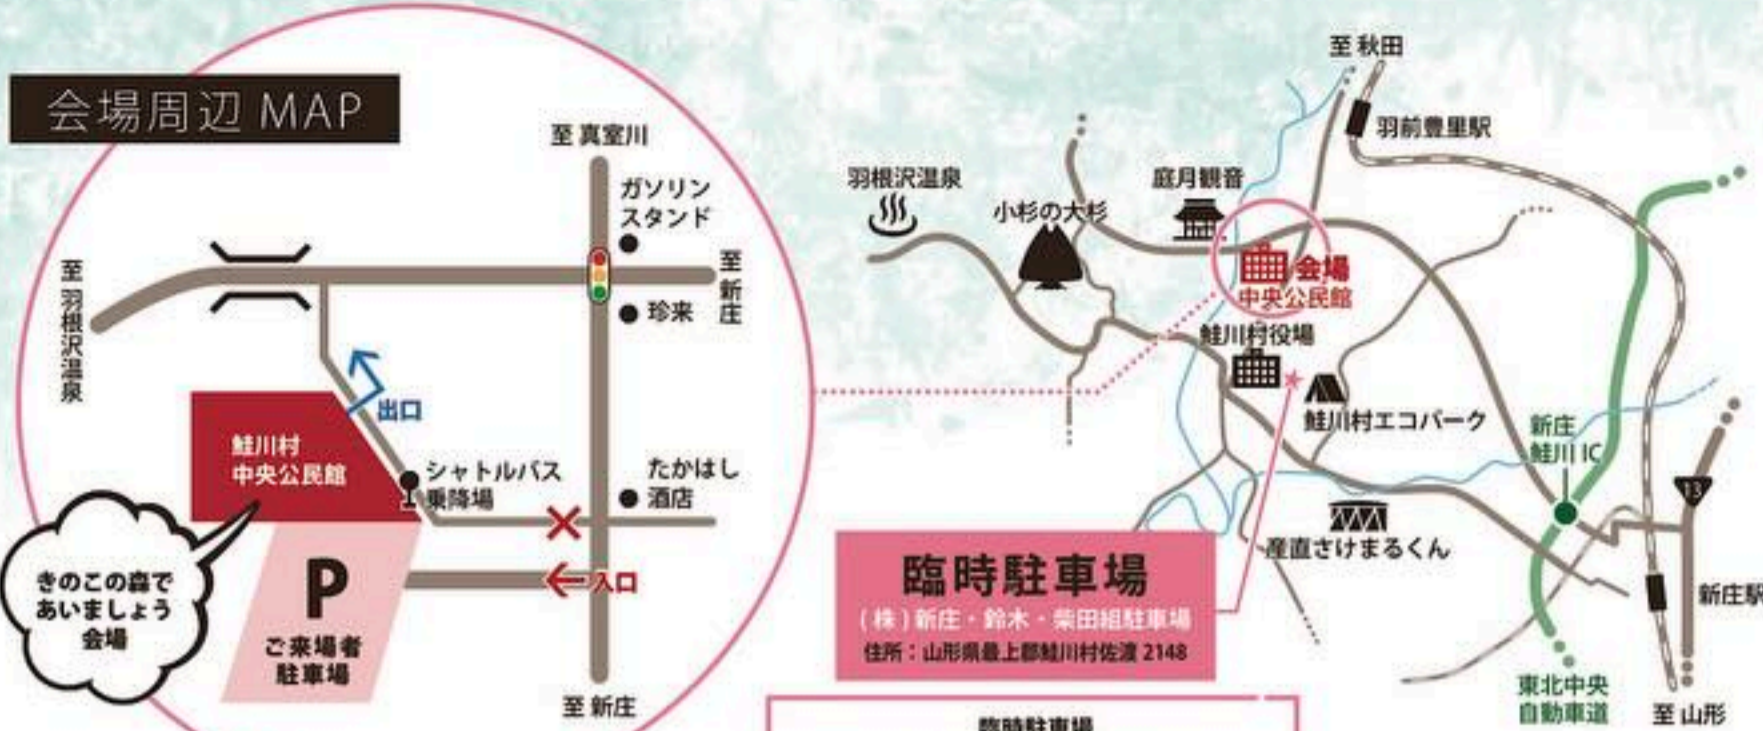 会場周辺 MAP
至 真室川
ガソリン
スタンド
至 羽根沢温泉
至 新庄
珍来
出口
鮭川村
中央公民館
シャトルバス
乗降場
たかはし
酒店
きのこの森で
あいましょう
会場
P
ご来場者
駐車場
入口
至 新庄
至 秋田
羽前豊里駅
羽根沢温泉
小杉の大杉
庭月観音
会場
中央公民館
鮭川村役場
鮭川村エコパーク
新庄
鮭川 IC
13
産直さけまるくん
新庄駅
東北中央
自動車道
至 山形
臨時駐車場
(株)新庄・鈴木・柴田組駐車場
住所：山形県最上郡鮭川村佐渡 2148
臨時駐車場